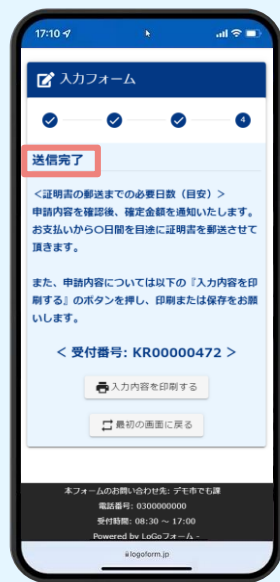 17:10
入力フォーム
4
送信完了
<証明書の郵送までの必要日数（目安）>
申請内容を確認後、確定金額を通知いたします。
お支払いから〇日間を目途に証明書を郵送させて
頂きます。
また、申請内容については以下の『入力内容を印
刷する』のボタンを押し、印刷または保存をお願
いします。
< 受付番号: KR00000472 >
入力内容を印刷する
最初の画面に戻る
本フォームのお問い合わせ先: デモ市でも課
電話番号: 0300000000
受付時間: 08:30 ～ 17:00
Powered by LoGoフォーム -
logoform.jp